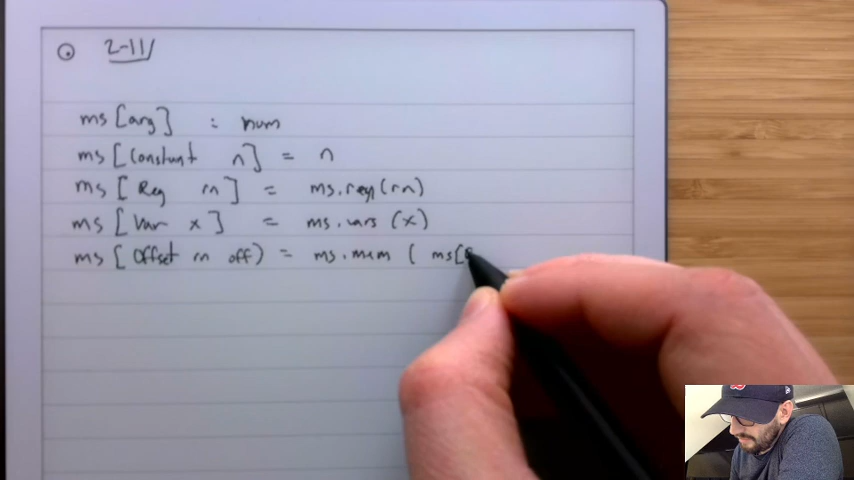 ⊙ 2-11/
ms[arg] : num
ms[Constant n] = n
ms[Reg rn] = ms.reg(rn)
ms[Var x] = ms.vars(x)
ms[Offset rn off) = ms.mem( ms[